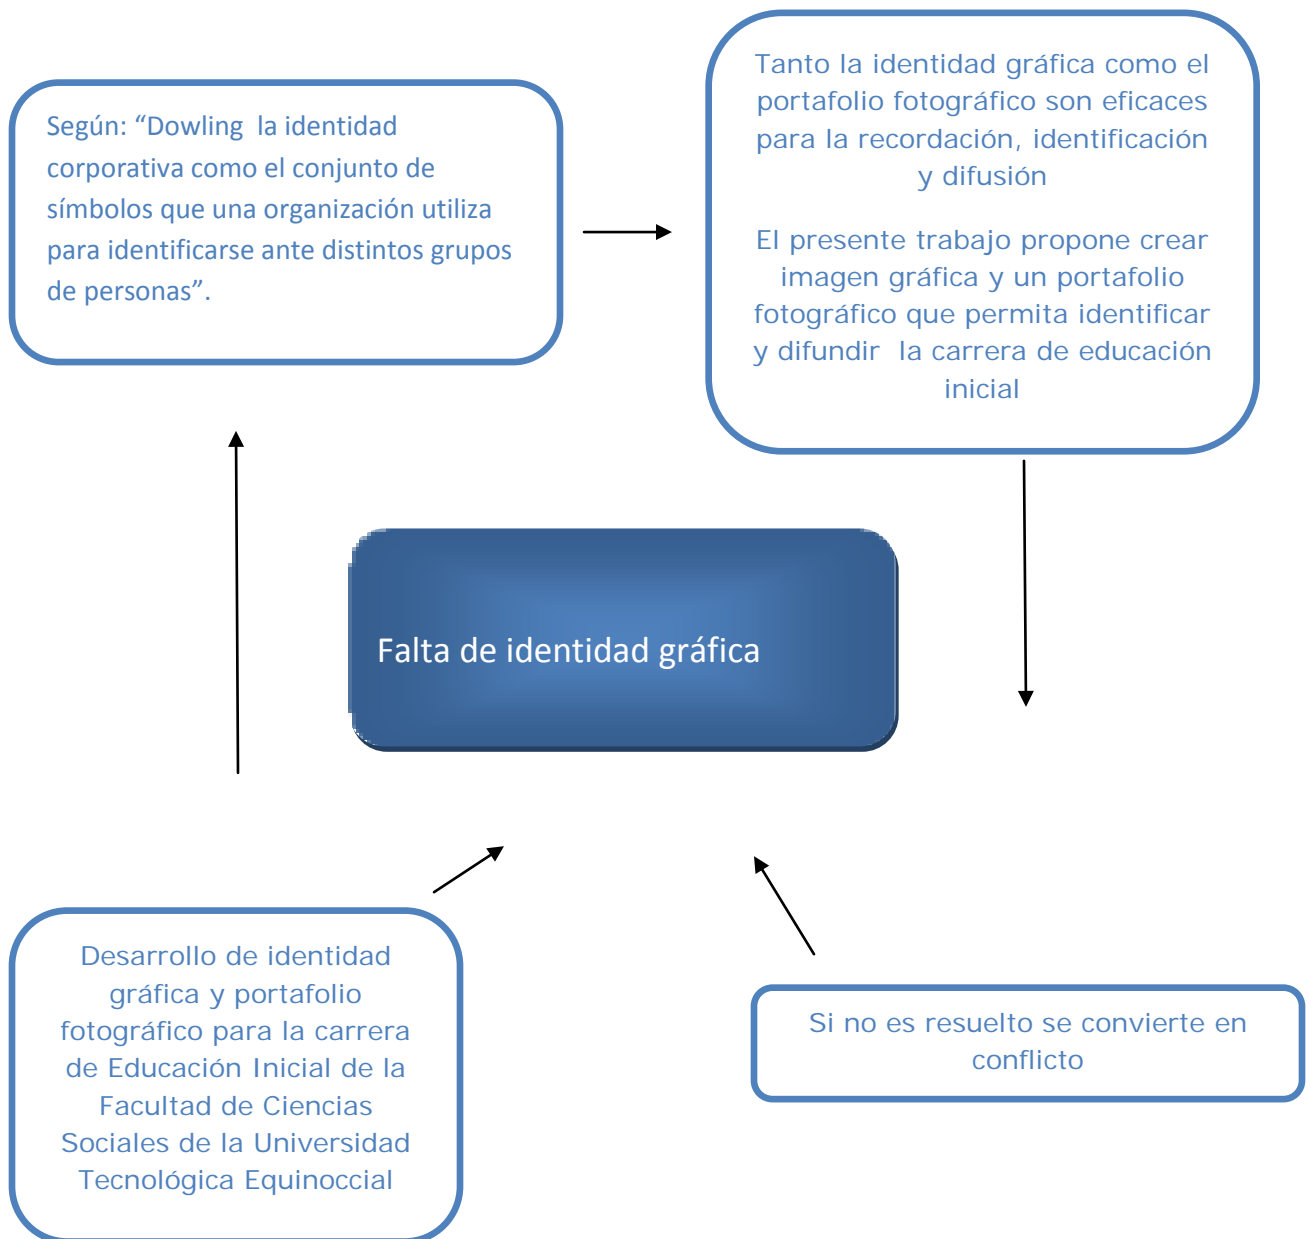 Según: “Dowling  la identidad
corporativa como el conjunto de
símbolos que una organización utiliza
para identificarse ante distintos grupos
de personas”.
Tanto la identidad gráfica como el
portafolio fotográfico son eficaces
para la recordación, identificación
y difusión
El presente trabajo propone crear
imagen gráfica y un portafolio
fotográfico que permita identificar
y difundir  la carrera de educación
inicial
Falta de identidad gráfica
Desarrollo de identidad
gráfica y portafolio
fotográfico para la carrera
de Educación Inicial de la
Facultad de Ciencias
Sociales de la Universidad
Tecnológica Equinoccial
Si no es resuelto se convierte en
conflicto